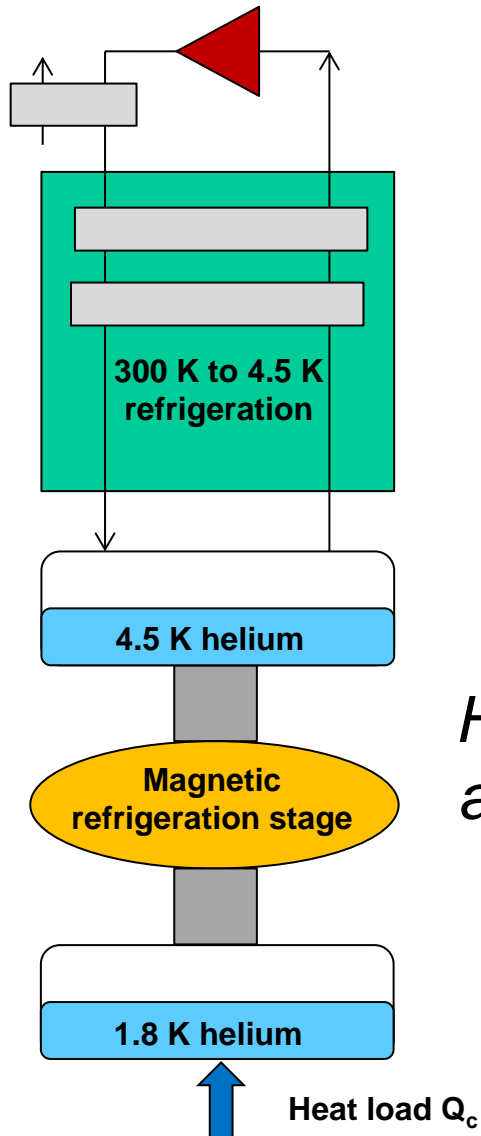 300 K to 4.5 K
refrigeration
4.5 K helium
Magnetic
refrigeration stage
1.8 K helium
Heat load Qc